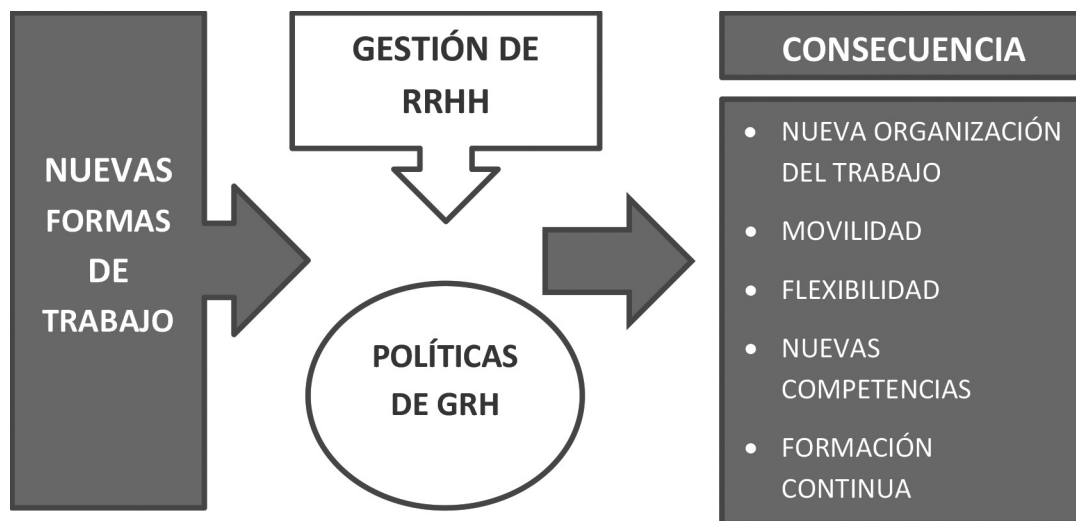 NUEVAS
FORMAS
DE
TRABAJO
GESTIÓN DE
RRHH
POLÍTICAS
DE GRH
CONSECUENCIA
• NUEVA ORGANIZACIÓN
DEL TRABAJO
• MOVILIDAD
• FLEXIBILIDAD
• NUEVAS
COMPETENCIAS
• FORMACIÓN
CONTINUA